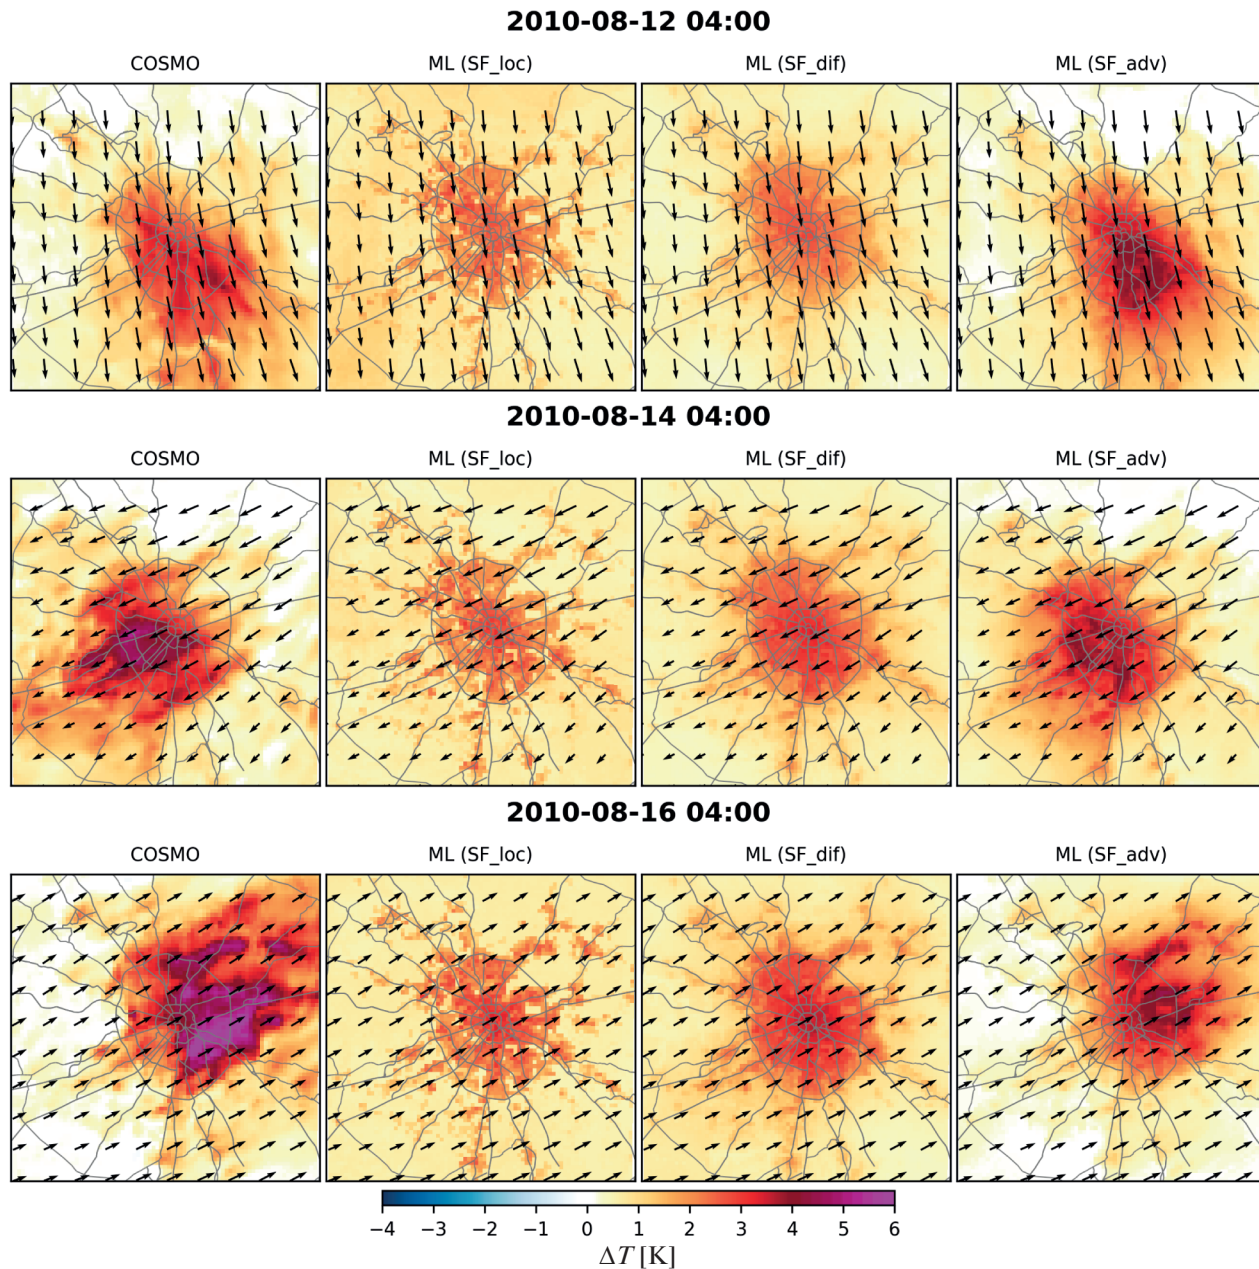 2010-08-12 04:00
COSMO ML (SF_loc) ML (SF_dif) ML (SF_adv)
2010-08-14 04:00
COSMO ML (SF_loc) ML (SF_dif) ML (SF_adv)
2010-08-16 04:00
COSMO ML (SF_loc) ML (SF_dif) ML (SF_adv)
−4 −3 −2 −1 0 1 2 3 4 5 6
ΔT [K]